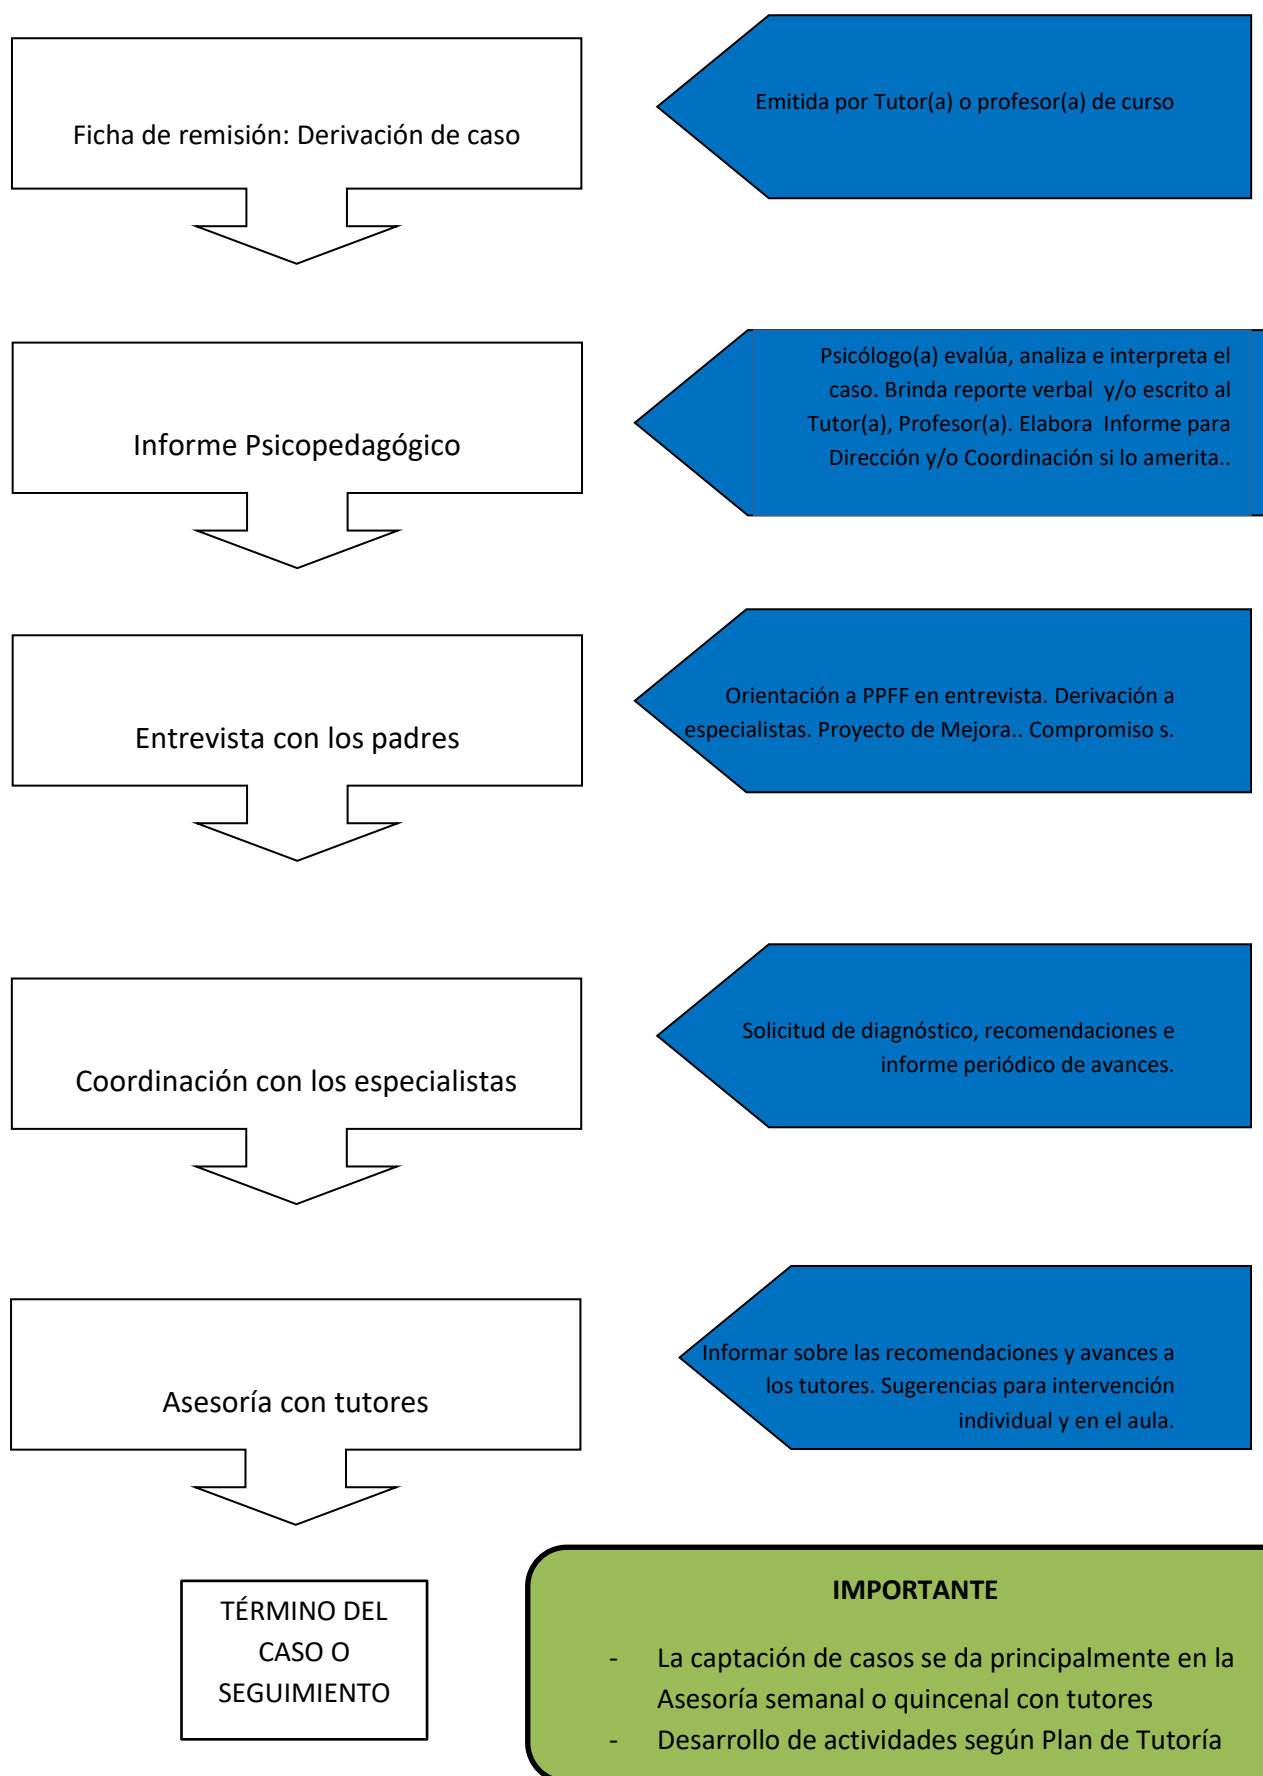 Ficha de remisión: Derivación de caso
Emitida por Tutor(a) o profesor(a) de curso
Informe Psicopedagógico
Psicólogo(a) evalúa, analiza e interpreta el
caso. Brinda reporte verbal y/o escrito al
Tutor(a), Profesor(a). Elabora Informe para
Dirección y/o Coordinación si lo amerita..
Entrevista con los padres
Orientación a PPFF en entrevista. Derivación a
especialistas. Proyecto de Mejora.. Compromiso s.
Coordinación con los especialistas
Solicitud de diagnóstico, recomendaciones e
informe periódico de avances.
Asesoría con tutores
Informar sobre las recomendaciones y avances a
los tutores. Sugerencias para intervención
individual y en el aula.
TÉRMINO DEL
CASO O
SEGUIMIENTO
IMPORTANTE
- La captación de casos se da principalmente en la
Asesoría semanal o quincenal con tutores
- Desarrollo de actividades según Plan de Tutoría